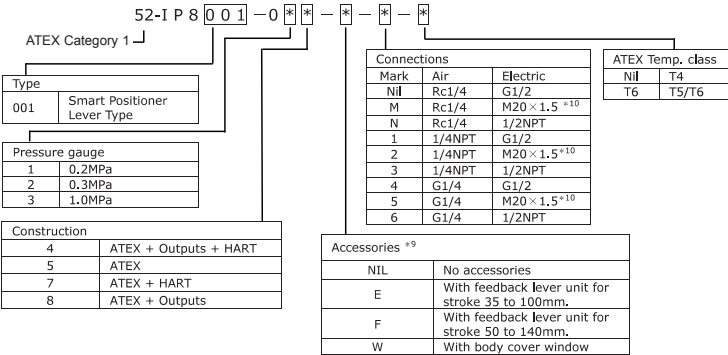 52-I P 8 0 0 1 -0 * * - * - * - *
ATEX Category 1
Type
001 Smart Positioner Lever Type
Pressure gauge
1 0.2MPa
2 0.3MPa
3 1.0MPa
Construction
4 ATEX + Outputs + HART
5 ATEX
7 ATEX + HART
8 ATEX + Outputs
Connections
Mark Air Electric
Nil Rc1/4 G1/2
M Rc1/4 M20×1.5 *10
N Rc1/4 1/2NPT
1 1/4NPT G1/2
2 1/4NPT M20×1.5*10
3 1/4NPT 1/2NPT
4 G1/4 G1/2
5 G1/4 M20×1.5*10
6 G1/4 1/2NPT
Accessories *9
NIL No accessories
E With feedback lever unit for stroke 35 to 100mm.
F With feedback lever unit for stroke 50 to 140mm.
W With body cover window
ATEX Temp. class
Nil T4
T6 T5/T6